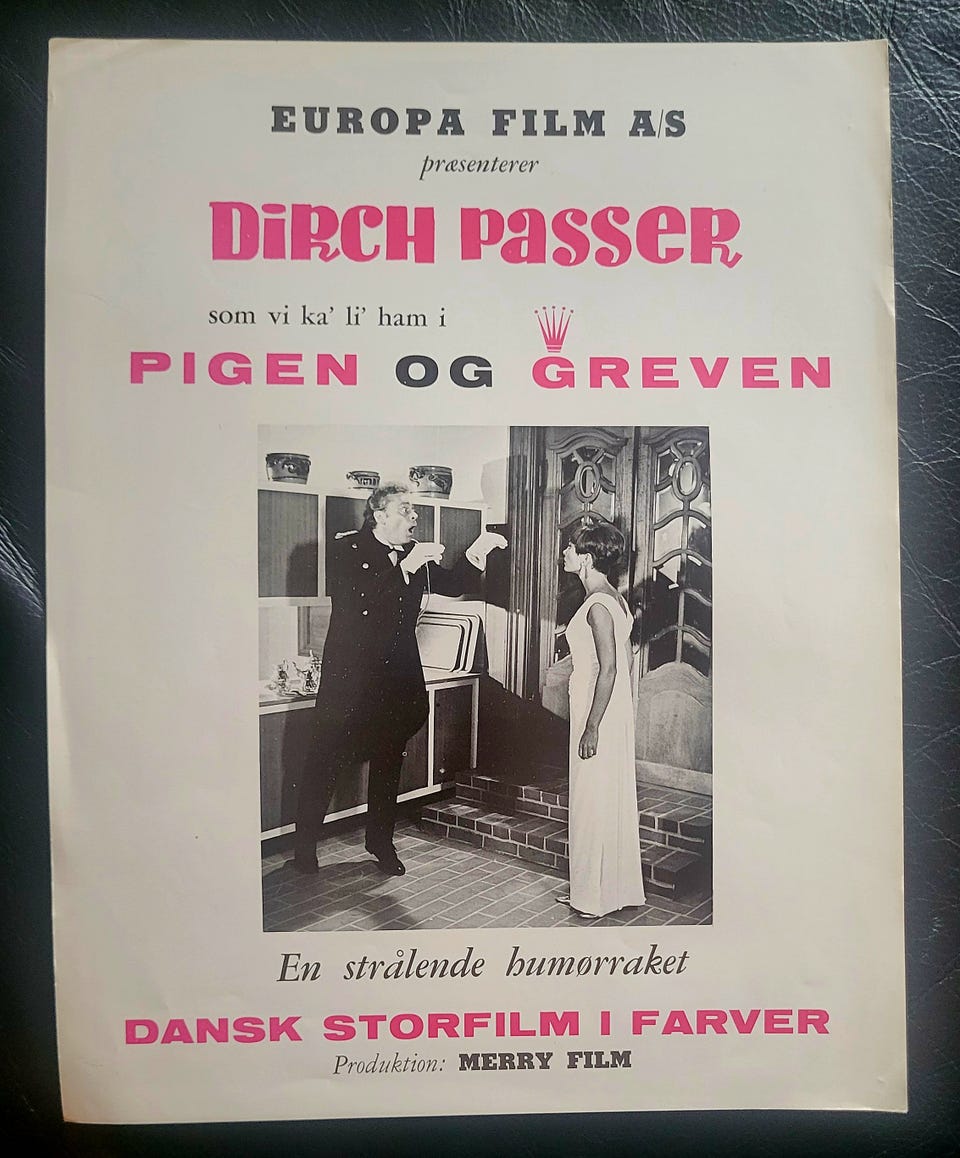 EUROPA FILM A/S
præsenterer
DiRCH PasseR
som vi ka' li' ham i
PIGEN OG GREVEN
En strålende humørraket
DANSK STORFILM I FARVER
Produktion: MERRY FILM